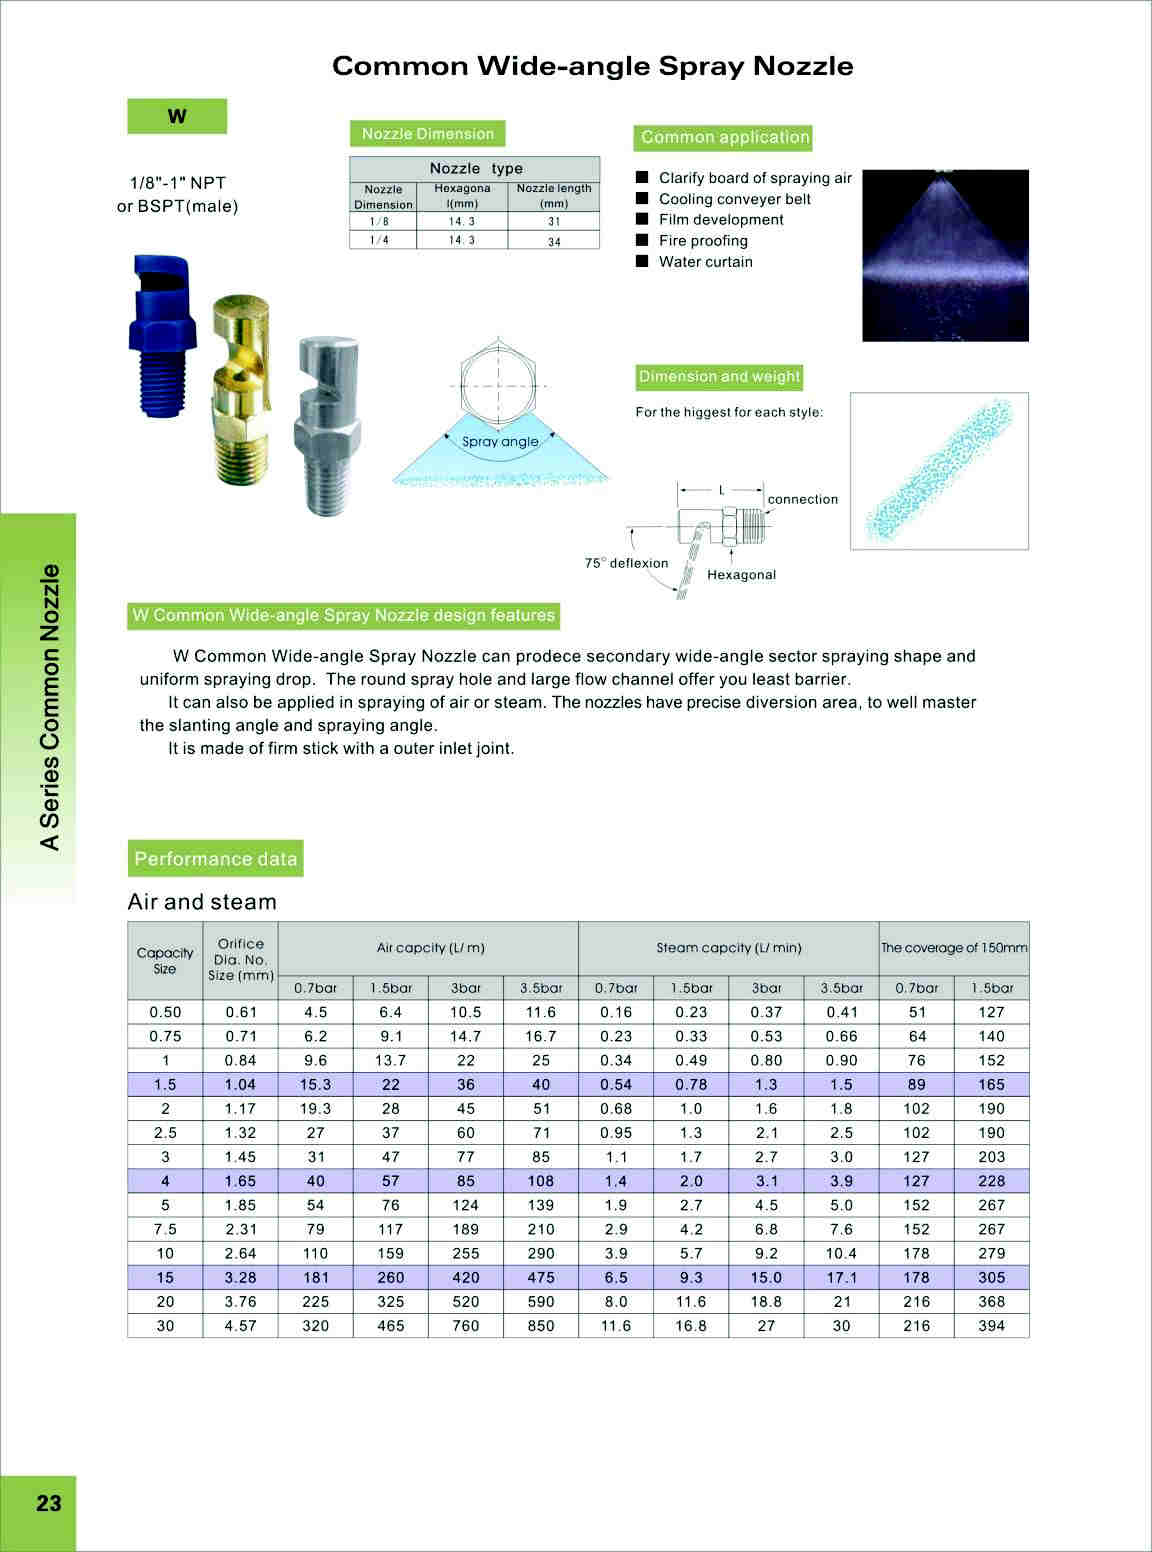 Common Wide-angle Spray Nozzle
W
1/8"-1" NPT
or BSPT(male)
Nozzle Dimension
Nozzle type
Nozzle Dimension Hexagona l(mm) Nozzle length (mm)
1/8 14.3 31
1/4 14.3 34
Common application
■ Clarify board of spraying air
■ Cooling conveyer belt
■ Film development
■ Fire proofing
■ Water curtain
Spray angle
Dimension and weight
For the higgest for each style:
L
connection
75° deflexion
Hexagonal
A Series Common Nozzle
W Common Wide-angle Spray Nozzle design features
W Common Wide-angle Spray Nozzle can prodece secondary wide-angle sector spraying shape and
uniform spraying drop. The round spray hole and large flow channel offer you least barrier.
It can also be applied in spraying of air or steam. The nozzles have precise diversion area, to well master
the slanting angle and spraying angle.
It is made of firm stick with a outer inlet joint.
Performance data
Air and steam
Capacity Size Orifice Dia. No. Size (mm) Air capcity (L/ m) Steam capcity (L/ min) The coverage of 150mm
0.7bar 1.5bar 3bar 3.5bar 0.7bar 1.5bar 3bar 3.5bar 0.7bar 1.5bar
0.50 0.61 4.5 6.4 10.5 11.6 0.16 0.23 0.37 0.41 51 127
0.75 0.71 6.2 9.1 14.7 16.7 0.23 0.33 0.53 0.66 64 140
1 0.84 9.6 13.7 22 25 0.34 0.49 0.80 0.90 76 152
1.5 1.04 15.3 22 36 40 0.54 0.78 1.3 1.5 89 165
2 1.17 19.3 28 45 51 0.68 1.0 1.6 1.8 102 190
2.5 1.32 27 37 60 71 0.95 1.3 2.1 2.5 102 190
3 1.45 31 47 77 85 1.1 1.7 2.7 3.0 127 203
4 1.65 40 57 85 108 1.4 2.0 3.1 3.9 127 228
5 1.85 54 76 124 139 1.9 2.7 4.5 5.0 152 267
7.5 2.31 79 117 189 210 2.9 4.2 6.8 7.6 152 267
10 2.64 110 159 255 290 3.9 5.7 9.2 10.4 178 279
15 3.28 181 260 420 475 6.5 9.3 15.0 17.1 178 305
20 3.76 225 325 520 590 8.0 11.6 18.8 21 216 368
30 4.57 320 465 760 850 11.6 16.8 27 30 216 394
23